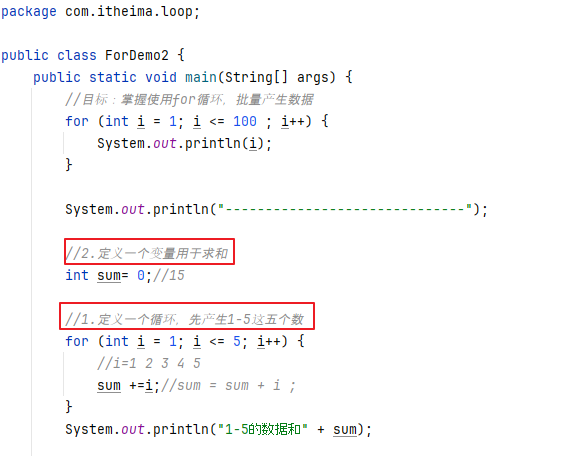 package com.itheima.loop;
public class ForDemo2 {
public static void main(String[] args) {
//目标：掌握使用for循环，批量产生数据
for (int i = 1; i <= 100 ; i++) {
System.out.println(i);
}
System.out.println("------------------------------");
//2.定义一个变量用于求和
int sum= 0;//15
//1.定义一个循环，先产生1-5这五个数
for (int i = 1; i <= 5; i++) {
//i=1 2 3 4 5
sum +=i;//sum = sum + i ;
}
System.out.println("1-5的数据和" + sum);